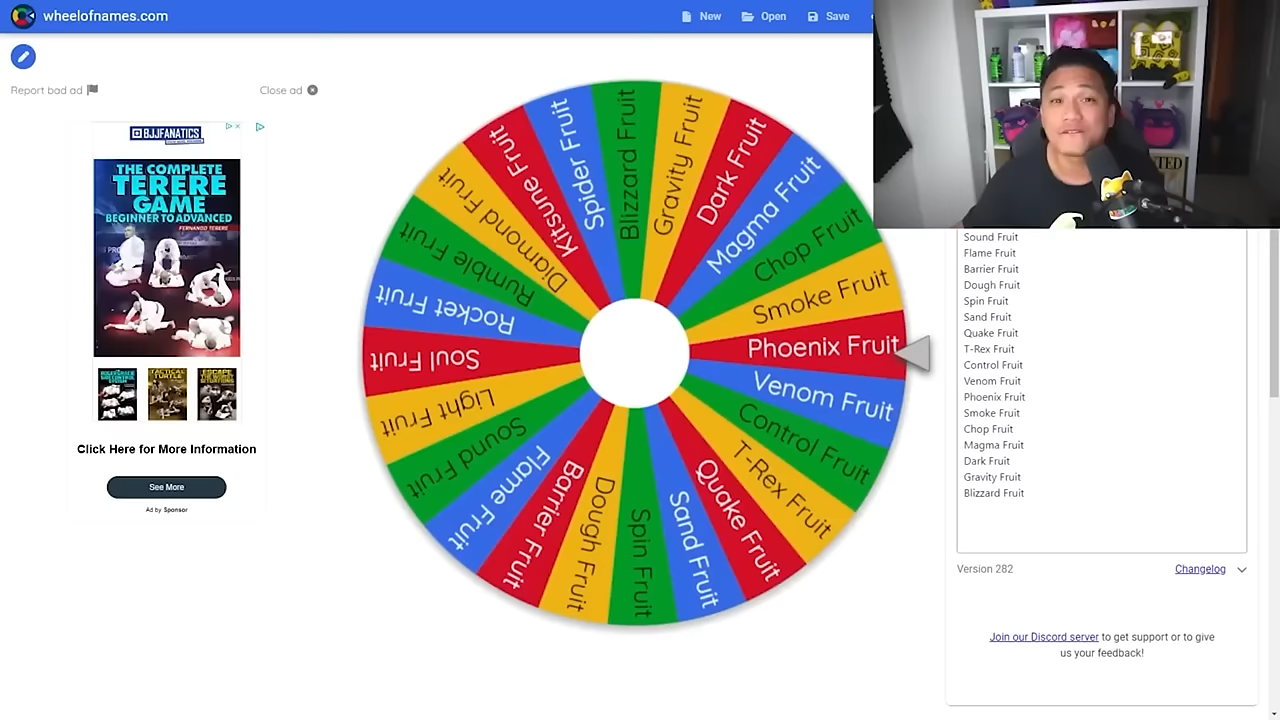 wheelofnames.com
New
Open
Save
Report bad ad
Close ad
BJJFANATICS
THE COMPLETE
TERERE
GAME
BEGINNER TO ADVANCED
FERNANDO TERERE
Click Here for More Information
See More
Ad by Sponsor
Blizzard Fruit
Gravity Fruit
Dark Fruit
Magma Fruit
Chop Fruit
Smoke Fruit
Phoenix Fruit
Venom Fruit
Control Fruit
T-Rex Fruit
Quake Fruit
Sand Fruit
Spin Fruit
Dough Fruit
Barrier Fruit
Flame Fruit
Sound Fruit
Light Fruit
Soul Fruit
Rocket Fruit
Rumble Fruit
Diamond Fruit
Kitsune Fruit
Spider Fruit
Sound Fruit
Flame Fruit
Barrier Fruit
Dough Fruit
Spin Fruit
Sand Fruit
Quake Fruit
T-Rex Fruit
Control Fruit
Venom Fruit
Phoenix Fruit
Smoke Fruit
Chop Fruit
Magma Fruit
Dark Fruit
Gravity Fruit
Blizzard Fruit
Version 282
Changelog
Join our Discord server to get support or to give
us your feedback!